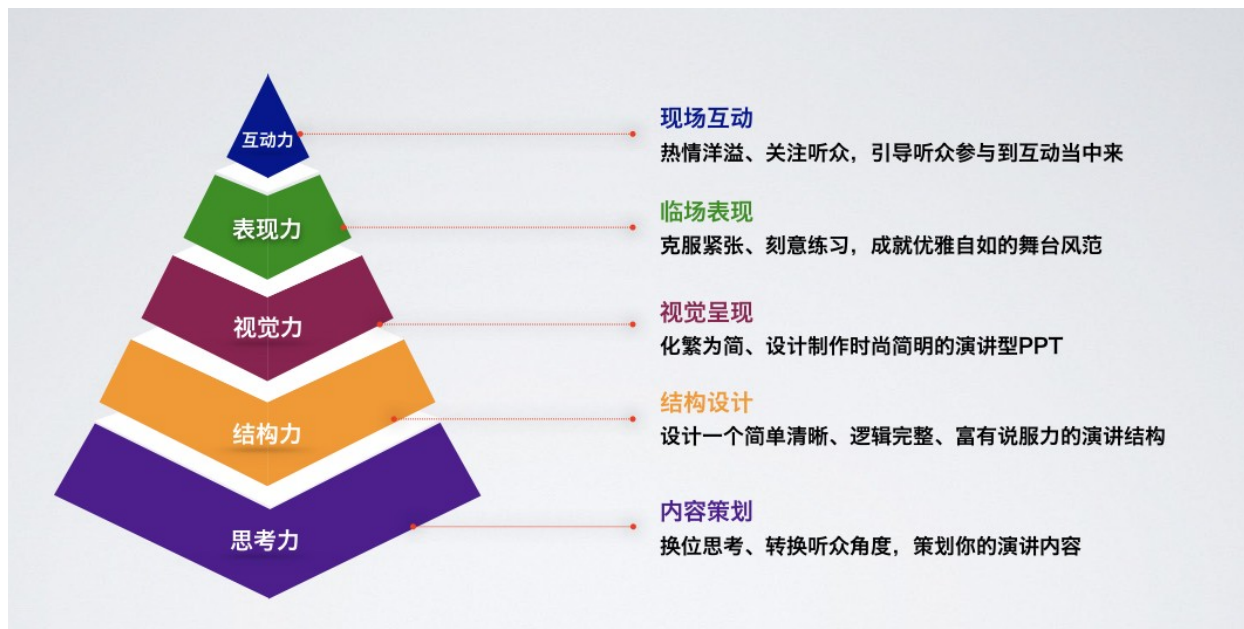 互动力
现场互动
热情洋溢、关注听众，引导听众参与到互动当中来
表现力
临场表现
克服紧张、刻意练习，成就优雅自如的舞台风范
视觉力
视觉呈现
化繁为简、设计制作时尚简明的演讲型PPT
结构力
结构设计
设计一个简单清晰、逻辑完整、富有说服力的演讲结构
思考力
内容策划
换位思考、转换听众角度，策划你的演讲内容